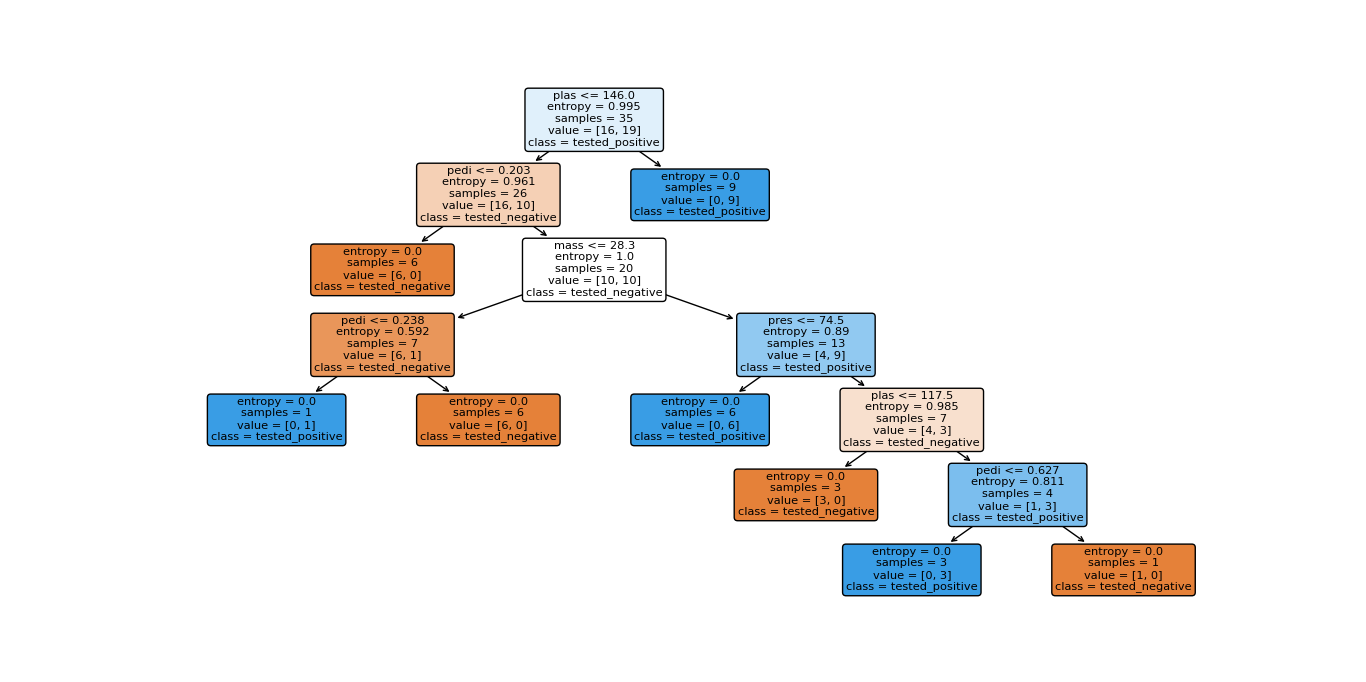 plas <= 146.0
entropy = 0.995
samples = 35
value = [16, 19]
class = tested_positive
pedi <= 0.203
entropy = 0.961
samples = 26
value = [16, 10]
class = tested_negative
entropy = 0.0
samples = 9
value = [0, 9]
class = tested_positive
entropy = 0.0
samples = 6
value = [6, 0]
class = tested_negative
mass <= 28.3
entropy = 1.0
samples = 20
value = [10, 10]
class = tested_negative
pedi <= 0.238
entropy = 0.592
samples = 7
value = [6, 1]
class = tested_negative
pres <= 74.5
entropy = 0.89
samples = 13
value = [4, 9]
class = tested_positive
entropy = 0.0
samples = 1
value = [0, 1]
class = tested_positive
entropy = 0.0
samples = 6
value = [6, 0]
class = tested_negative
entropy = 0.0
samples = 6
value = [0, 6]
class = tested_positive
plas <= 117.5
entropy = 0.985
samples = 7
value = [4, 3]
class = tested_negative
entropy = 0.0
samples = 3
value = [3, 0]
class = tested_negative
pedi <= 0.627
entropy = 0.811
samples = 4
value = [1, 3]
class = tested_positive
entropy = 0.0
samples = 3
value = [0, 3]
class = tested_positive
entropy = 0.0
samples = 1
value = [1, 0]
class = tested_negative